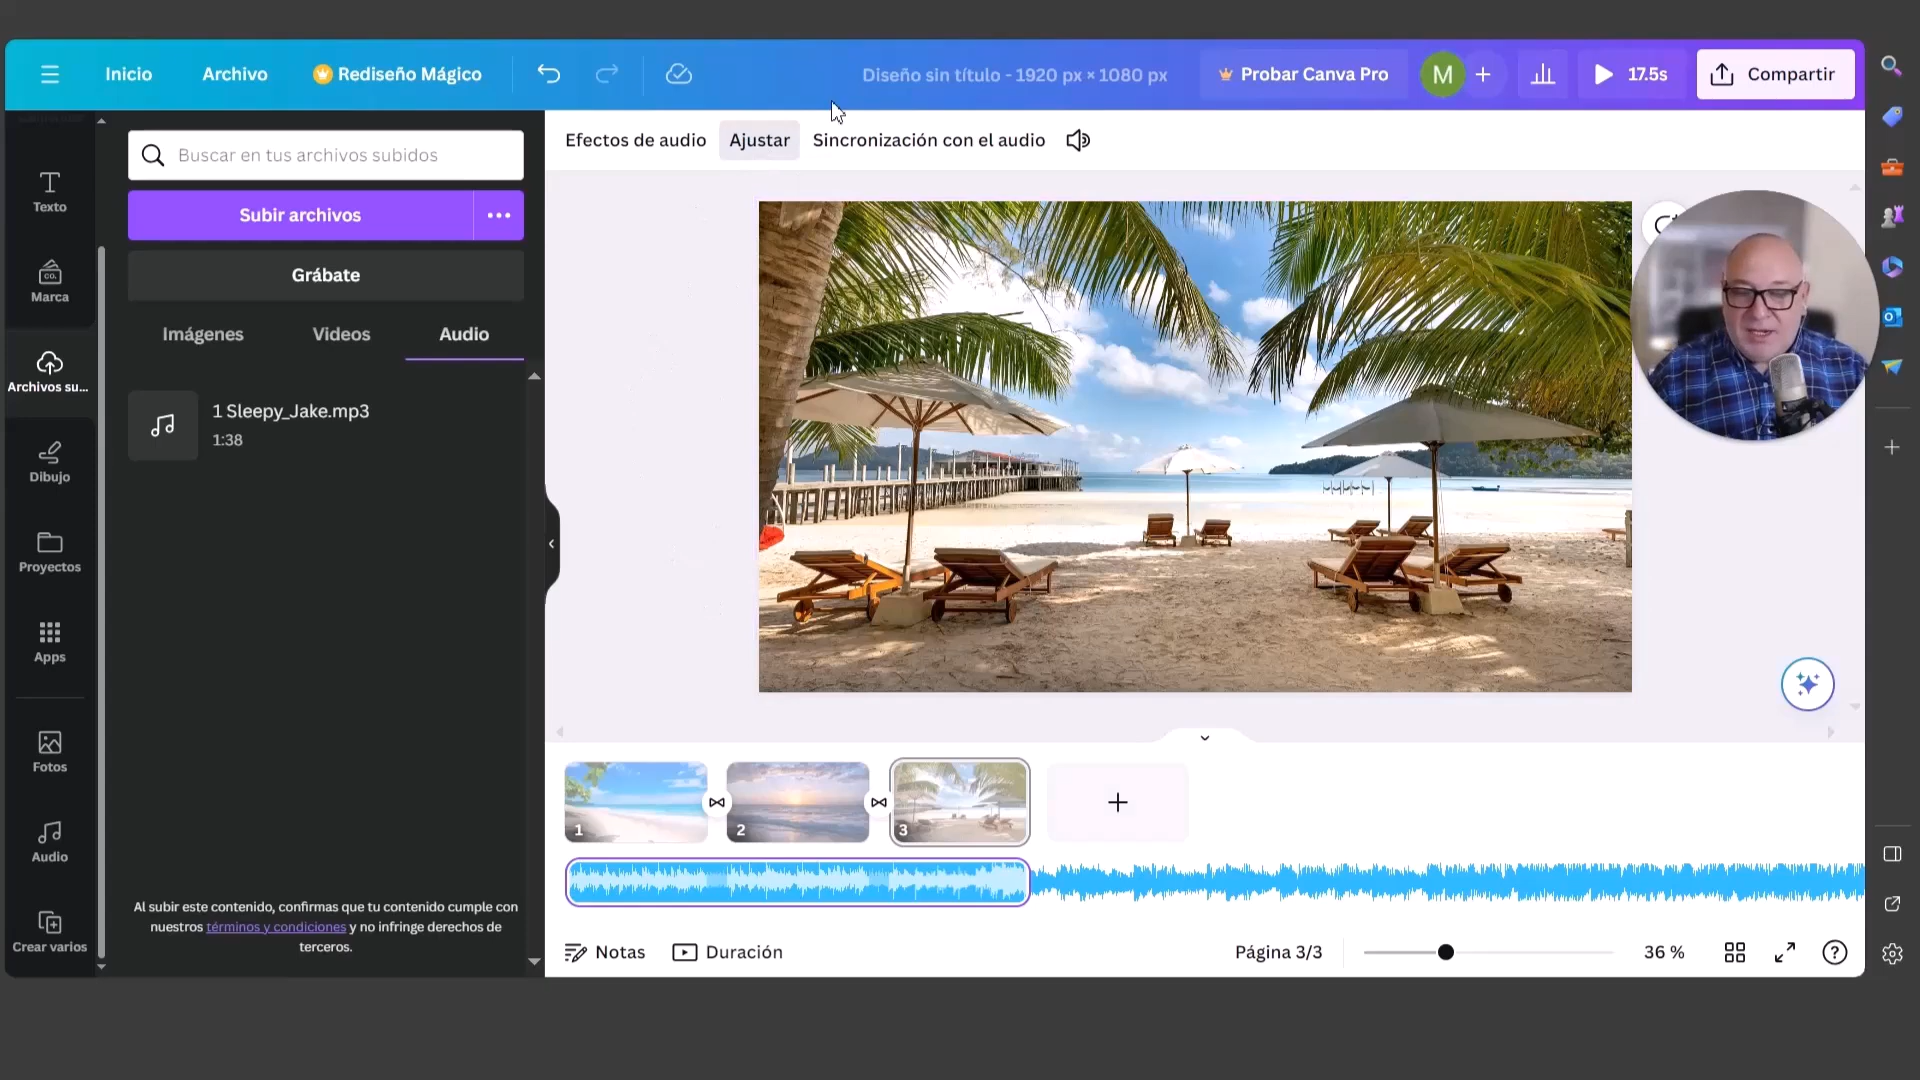 Inicio
Archivo
Rediseño Mágico
Diseño sin título - 1920 px × 1080 px
Probar Canva Pro
M
17.5s
Compartir
Texto
Marca
CO.
Archivos su...
Dibujo
Proyectos
Apps
Fotos
Audio
Crear varios
Buscar en tus archivos subidos
Subir archivos
Grábate
Imágenes
Videos
Audio
1 Sleepy_Jake.mp3
1:38
Al subir este contenido, confirmas que tu contenido cumple con
nuestros términos y condiciones y no infringe derechos de
terceros.
Efectos de audio
Ajustar
Sincronización con el audio
1
2
3
Notas
Duración
Página 3/3
36 %